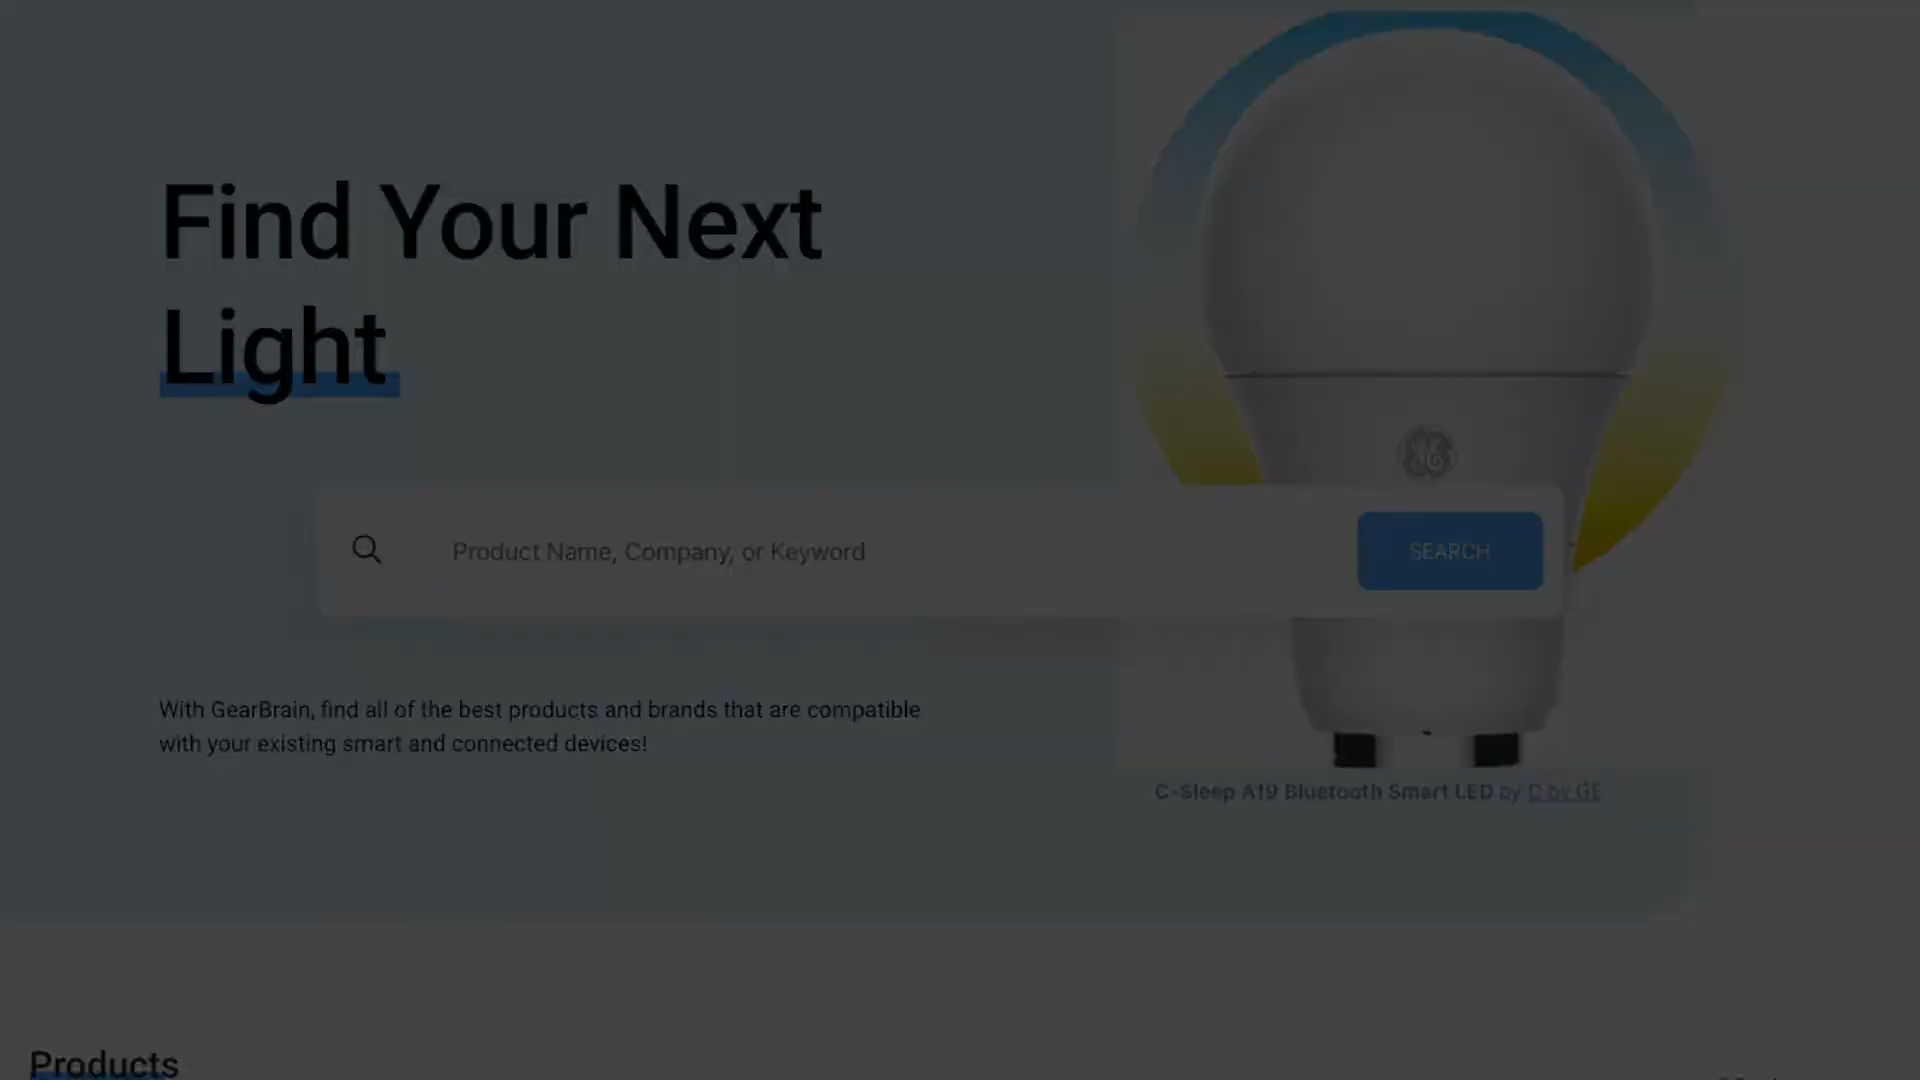 Find Your Next
Light
Product Name, Company, or Keyword
SEARCH
With GearBrain, find all of the best products and brands that are compatible
with your existing smart and connected devices!
C-Sleep A19 Bluetooth Smart LED by C by GE
Products